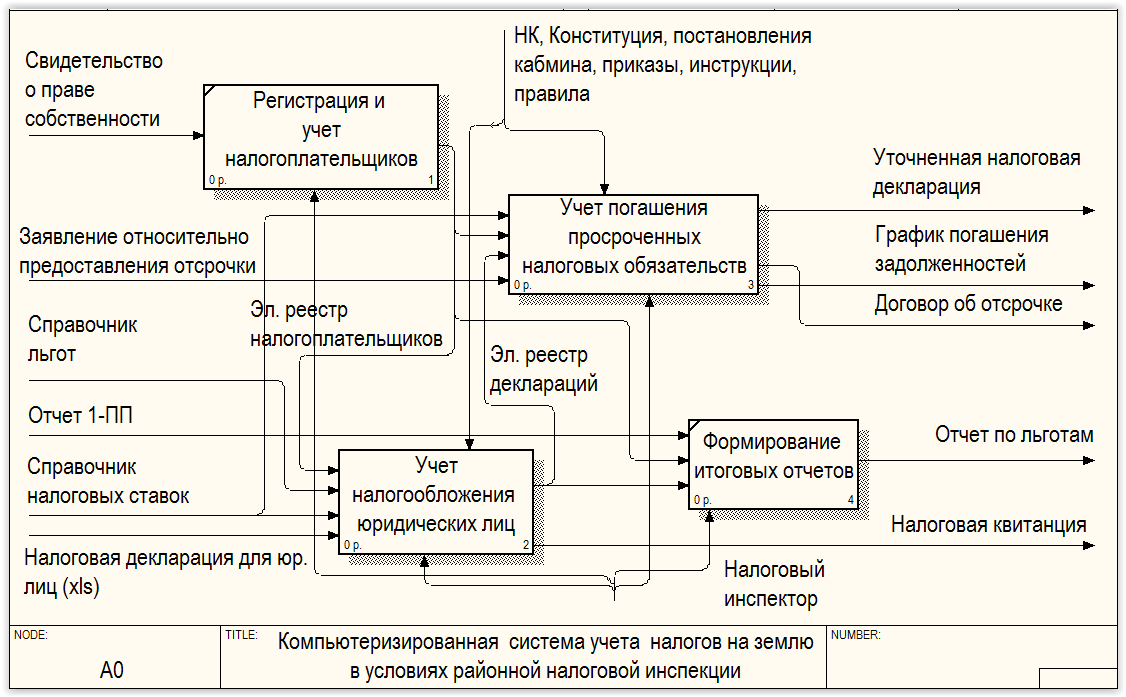 НК, Конституция, постановления
кабмина, приказы, инструкции,
правила
Свидетельство
о праве
собственности
Регистрация и
учет
налогоплательщиков
0 р. 1
Уточненная налоговая
декларация
Учет погашения
просроченных
налоговых обязательств
0 р. 3
Заявление относительно
предоставления отсрочки
График погашения
задолженностей
Договор об отсрочке
Эл. реестр
налогоплательщиков
Справочник
льгот
Эл. реестр
деклараций
Отчет 1-ПП
Формирование
итоговых отчетов
0 р. 4
Отчет по льготам
Справочник
налоговых ставок
Учет
налогообложения
юридических лиц
0 р. 2
Налоговая квитанция
Налоговая декларация для юр.
лиц (xls)
Налоговый
инспектор
NODE:
A0
TITLE:
Компьютеризированная система учета налогов на землю
в условиях районной налоговой инспекции
NUMBER: